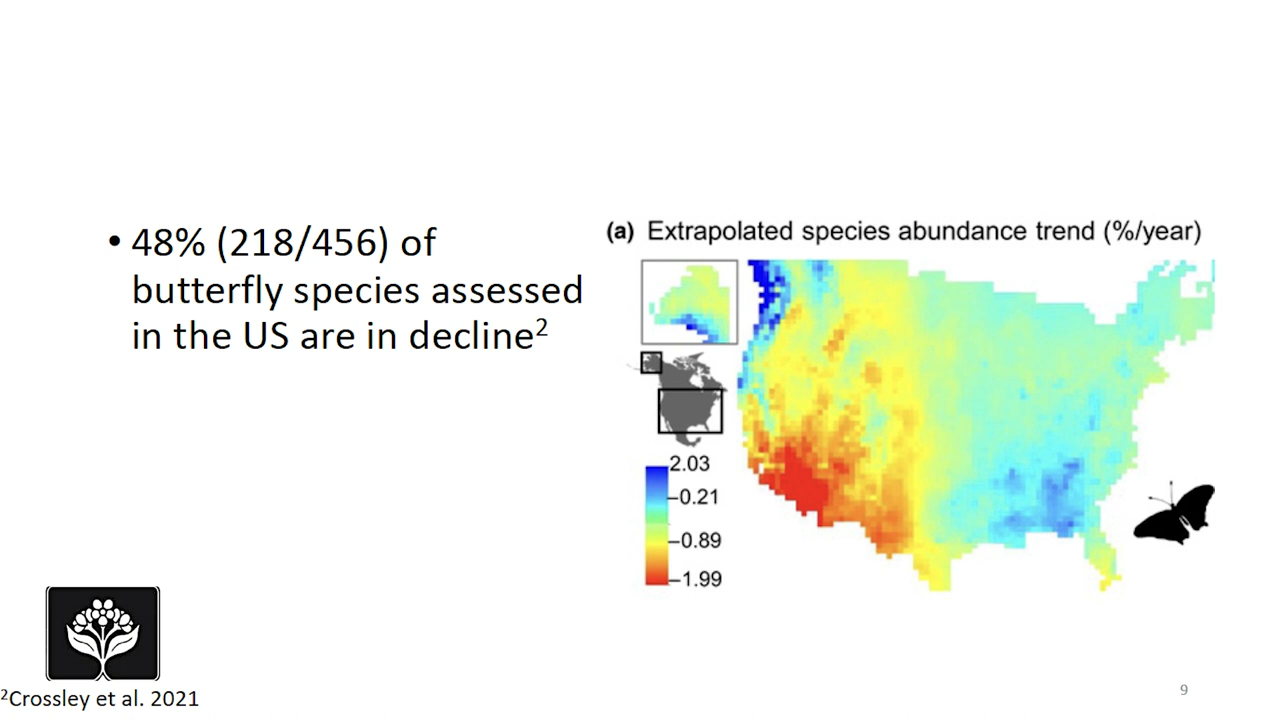 • 48% (218/456) of
butterfly species assessed
in the US are in decline²
(a) Extrapolated species abundance trend (%/year)
2.03
–0.21
–0.89
–1.99
²Crossley et al. 2021
9